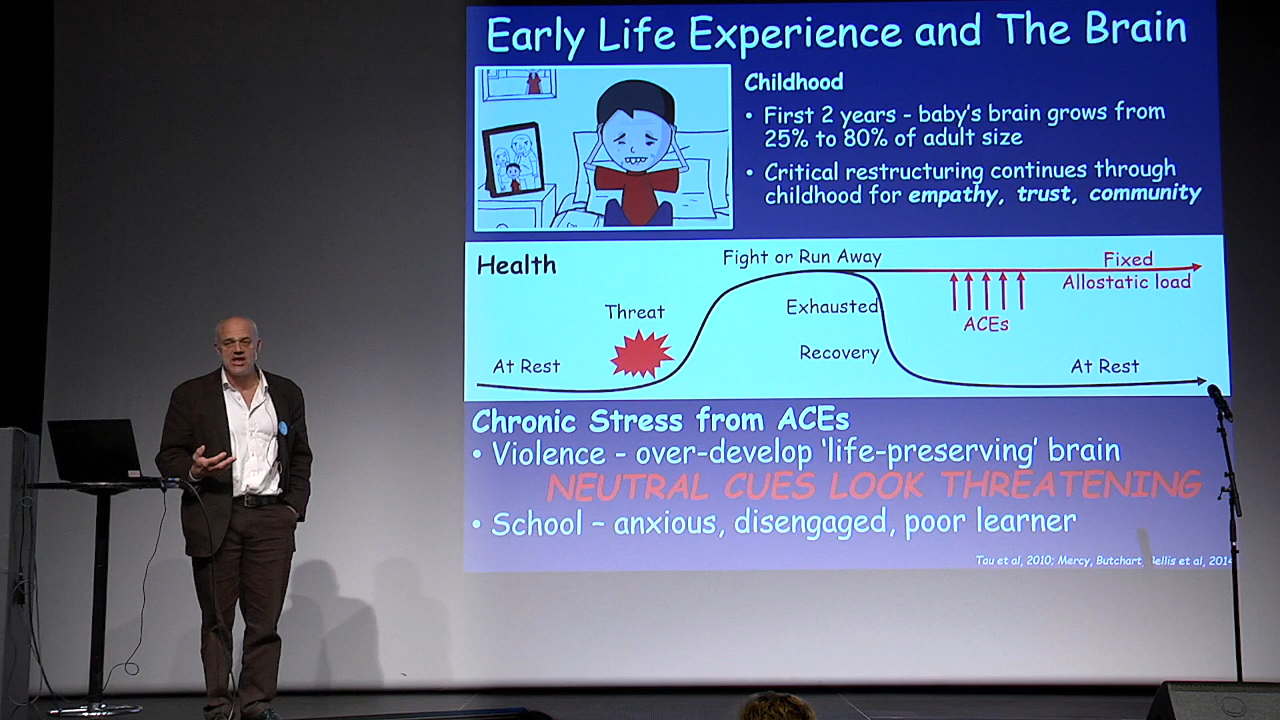 Early Life Experience and The Brain
Childhood
• First 2 years - baby's brain grows from
25% to 80% of adult size
• Critical restructuring continues through
childhood for empathy, trust, community
Health
Fight or Run Away
Fixed
Allostatic load
Threat
Exhausted
ACEs
Recovery
At Rest
At Rest
Chronic Stress from ACEs
• Violence - over-develop 'life-preserving' brain
NEUTRAL CUES LOOK THREATENING
• School – anxious, disengaged, poor learner
Tau et al, 2010; Mercy, Butchart, Bellis et al, 2014